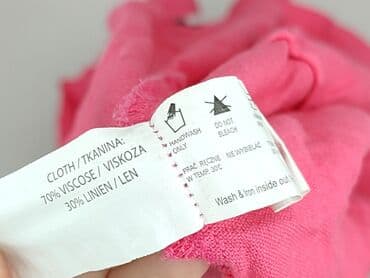 CLOTH / TKANINA:
70% VISCOSE / VISKOZA
30% LINIEN / LEN
HANDWASH
ONLY
DO NOT
BLEACH
PRAĆ RĘCZNIE
W TEMP. 30°C
NIE WYBIELAĆ
Wash & Iron inside out